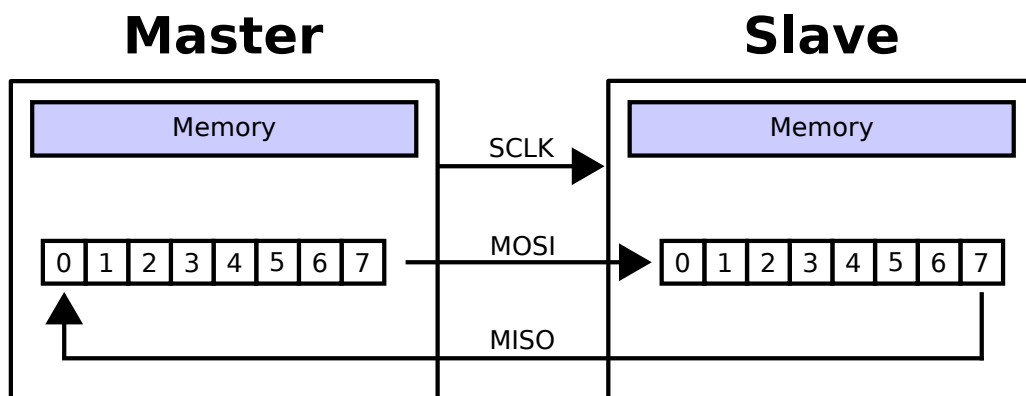 Master Slave
Memory Memory
SCLK
MOSI
0 1 2 3 4 5 6 7 0 1 2 3 4 5 6 7
MISO